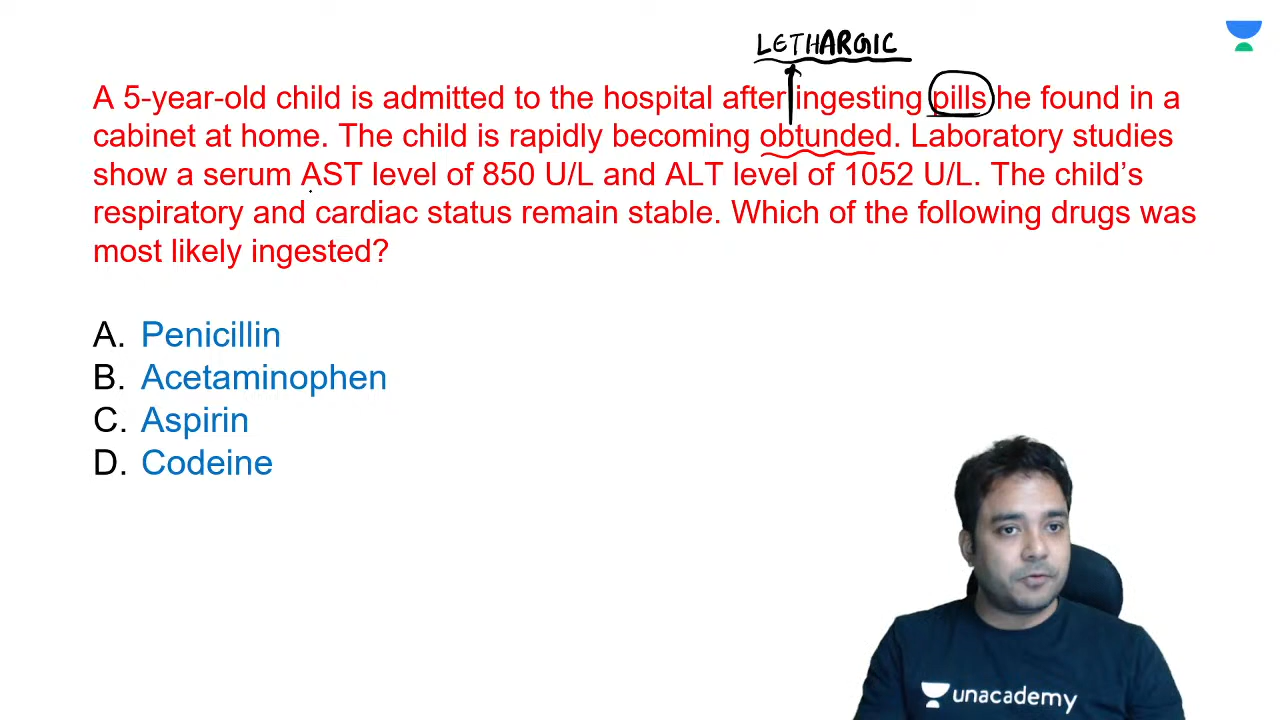 LETHARGIC
A 5-year-old child is admitted to the hospital after ingesting pills he found in a
cabinet at home. The child is rapidly becoming obtunded. Laboratory studies
show a serum AST level of 850 U/L and ALT level of 1052 U/L. The child’s
respiratory and cardiac status remain stable. Which of the following drugs was
most likely ingested?
A. Penicillin
B. Acetaminophen
C. Aspirin
D. Codeine
unacademy